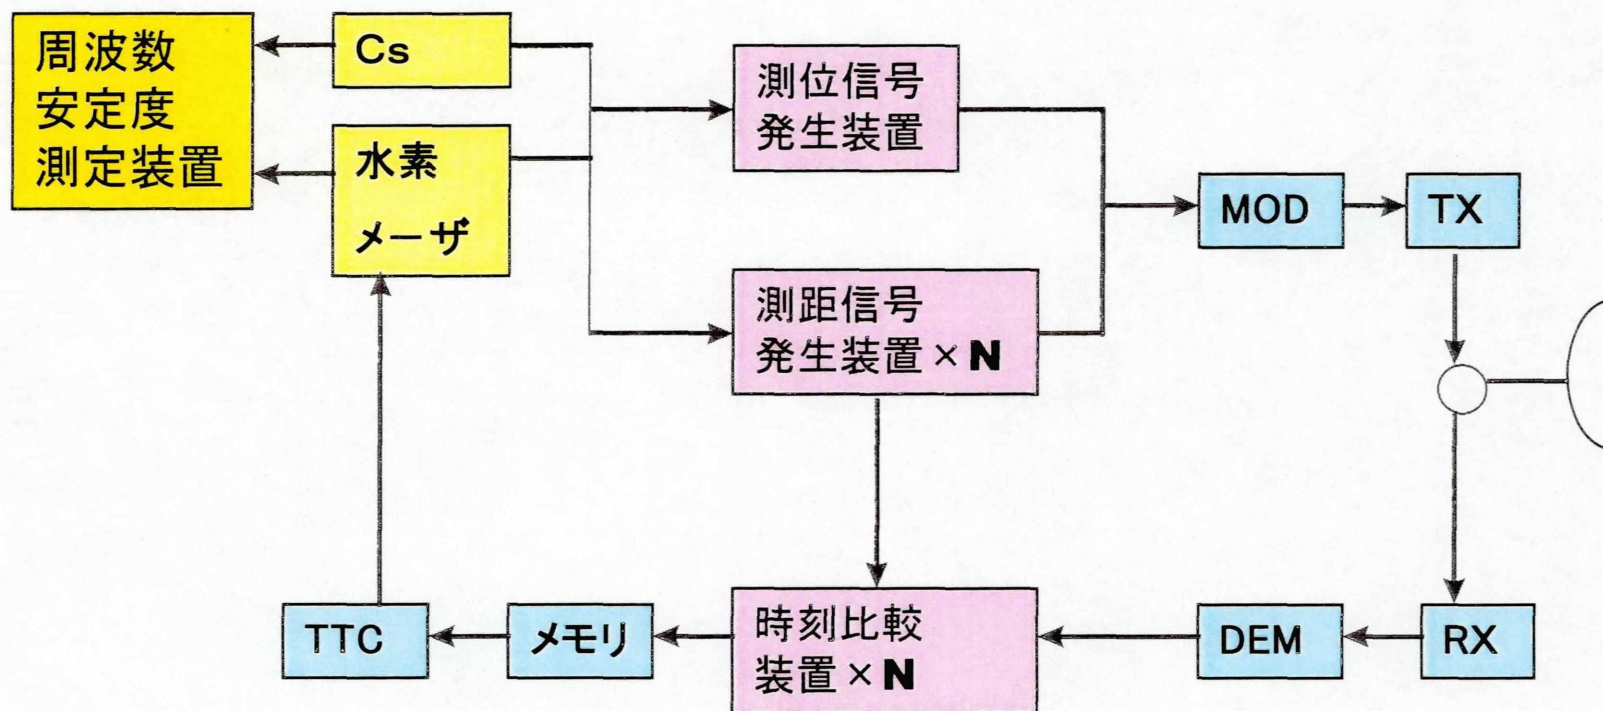 周波数
安定度
測定装置
Cs
水素
メーザ
測位信号
発生装置
測距信号
発生装置×N
MOD
TX
TTC
メモリ
時刻比較
装置×N
DEM
RX